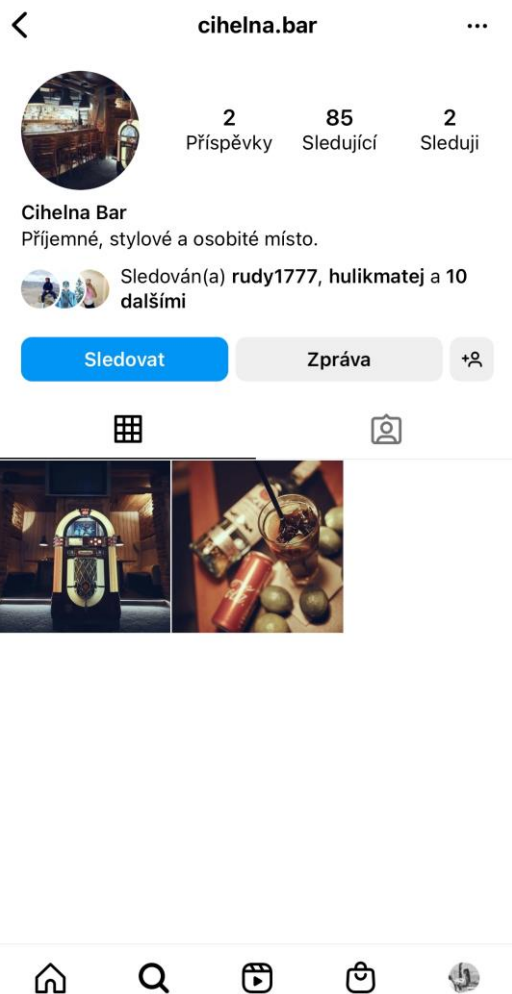 cihelna.bar
2
85
2
Příspěvky
Sledující
Sleduji
Cihelna Bar
Příjemné, stylové a osobité místo.
Sledován(a) rudy1777, hulikmatej a 10
dalšími
Sledovat
Zpráva